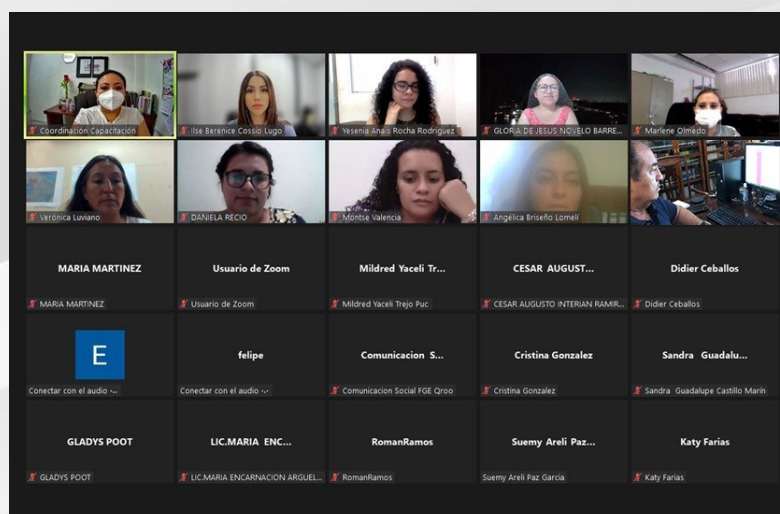 Coordinación Capacitación
Ilse Berenice Cossio Lugo
Yesenia Anais Rocha Rodriguez
GLORIA DE JESUS NOVELO BARRE...
Marlene Olmedo
Verónica Luviano
DANIELA RECIO
Montse Valencia
Angélica Briseño Lomelí
MARIA MARTINEZ
Usuario de Zoom
Mildred Yaceli Tr...
CESAR AUGUST...
Didier Ceballos
MARIA MARTINEZ
Usuario de Zoom
Mildred Yaceli Trejo Puc
CESAR AUGUSTO INTERIAN RAMIR...
Didier Ceballos
E
felipe
Comunicacion S...
Cristina Gonzalez
Sandra Guadalu...
Conectar con el audio ·-·
Conectar con el audio ·-·
Comunicacion Social FGE Qroo
Cristina Gonzalez
Sandra Guadalupe Castillo Marín
GLADYS POOT
LIC.MARIA ENC...
RomanRamos
Suemy Areli Paz...
Katy Farias
GLADYS POOT
LIC.MARIA ENCARNACION ARGUEL...
RomanRamos
Suemy Areli Paz Garcia
Katy Farias